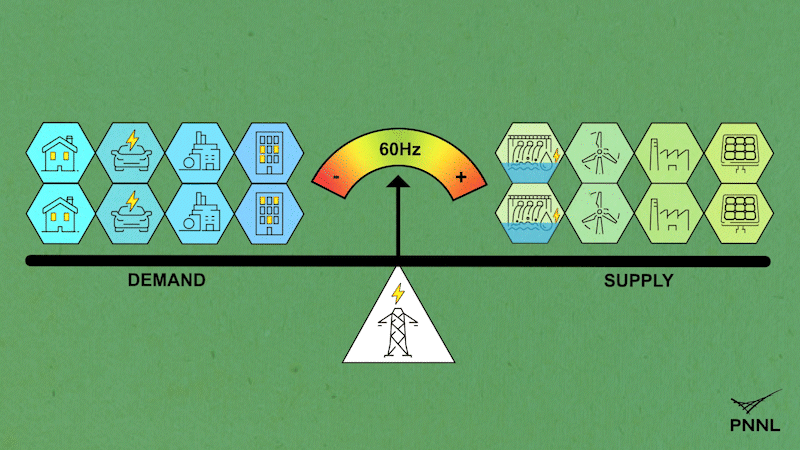 60Hz
- +
DEMAND
SUPPLY
PNNL